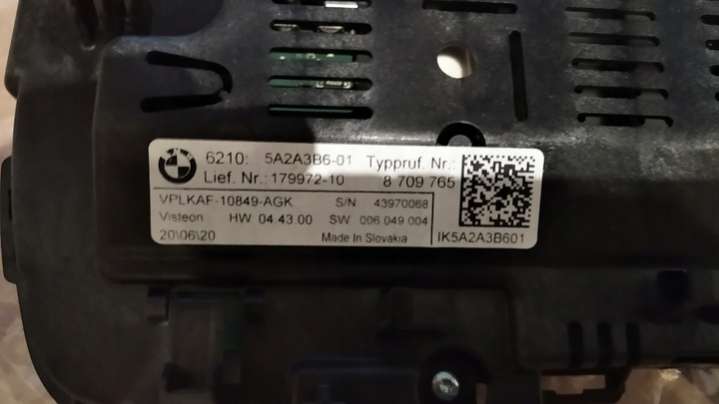 6210: 5A2A3B6-01 Typpruf. Nr.:
Lief. Nr.: 179972-10 8 709 765
VPLKAF-10849-AGK S/N 43970068
Visteon HW 04.43.00 SW 006.049.004
20\06\20 Made In Slovakia IK5A2A3B601